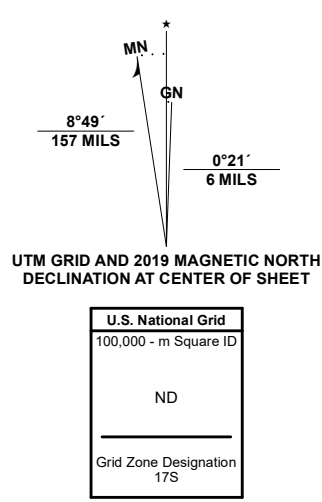 ★
MN
GN
8°49´
157 MILS
0°21´
6 MILS
UTM GRID AND 2019 MAGNETIC NORTH
DECLINATION AT CENTER OF SHEET
U.S. National Grid
100,000 - m Square ID
ND
Grid Zone Designation
17S